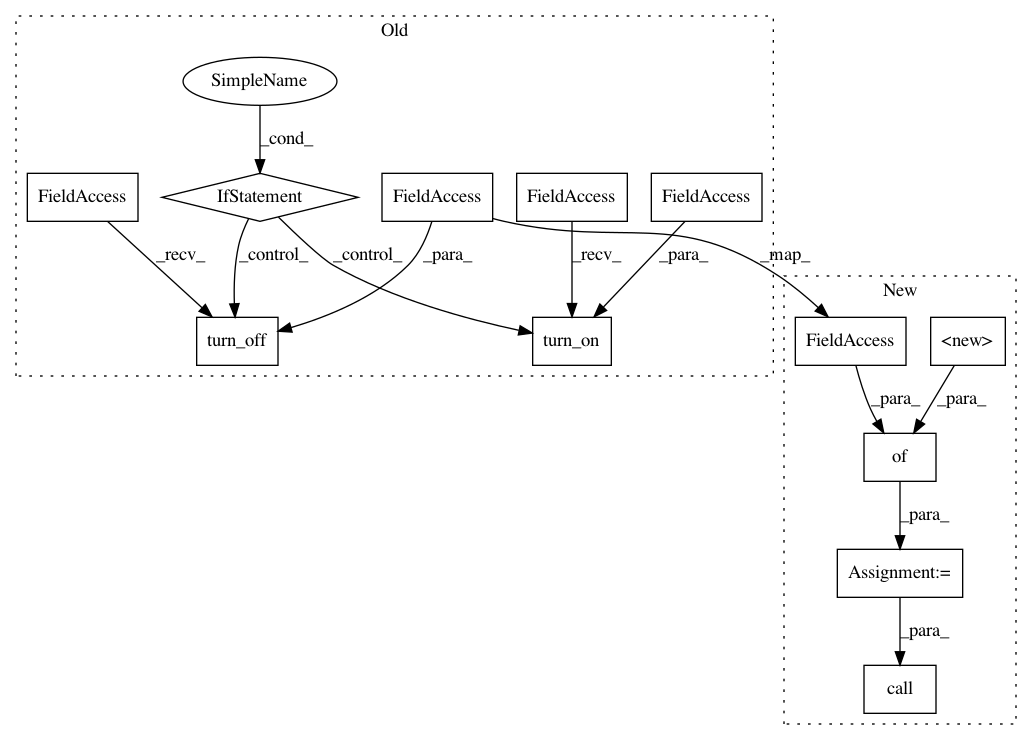 Old
SimpleName
_cond_
FieldAccess
IfStatement
FieldAccess
FieldAccess
FieldAccess
_recv_
_control_
_control_
_para_
_recv_
_para_
_map_
New
turn_off
turn_on
FieldAccess
<new>
_para_
_para_
of
_para_
Assignment:=
_para_
call